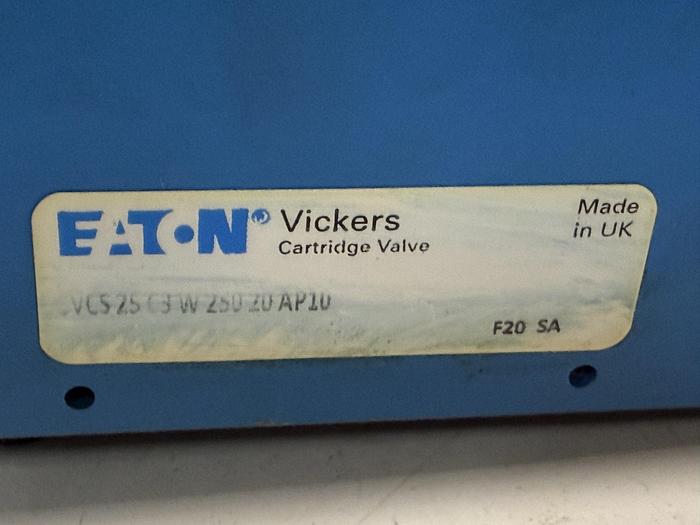 EATON® Vickers
Cartridge Valve
Made
in UK
VCS 25 C3 W 250 20 AP10
F20 SA